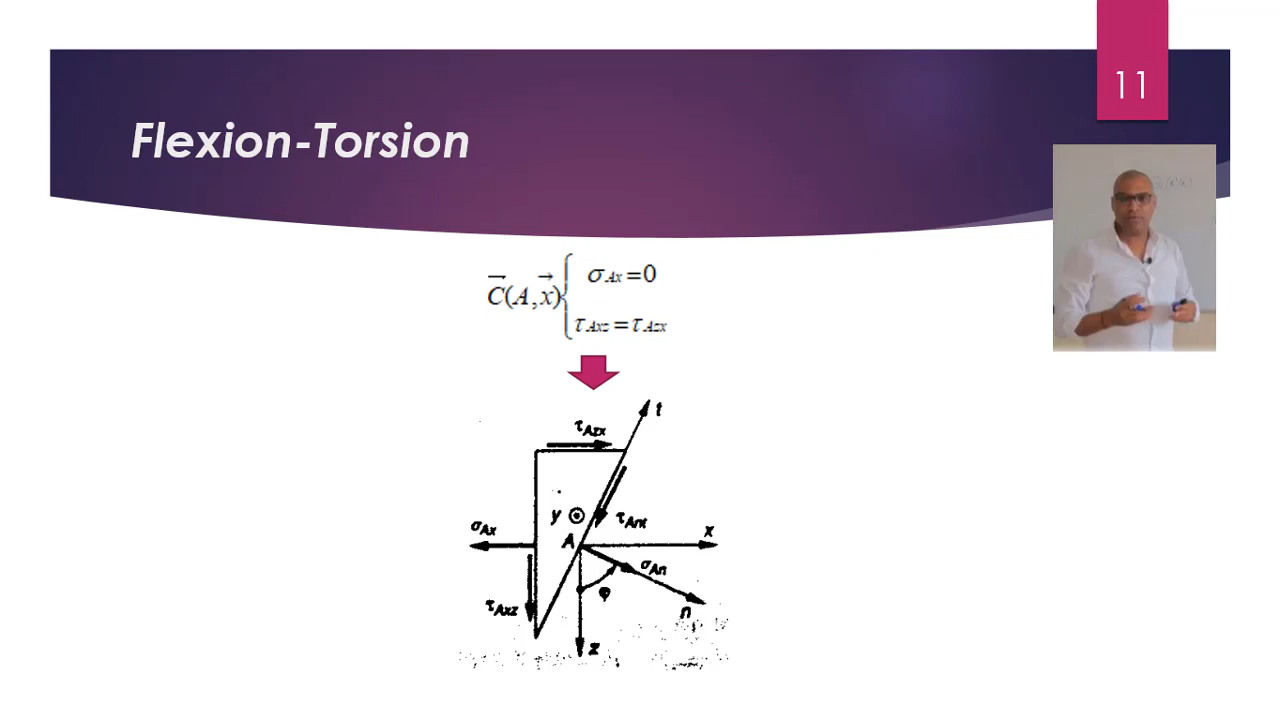 11
Flexion-Torsion
C⃗(A, x⃗) { σAx = 0
τAxz = τAzx
t
τAzx
y
τAnt
σAx
A
x
σAn
φ
τAxz
n
z